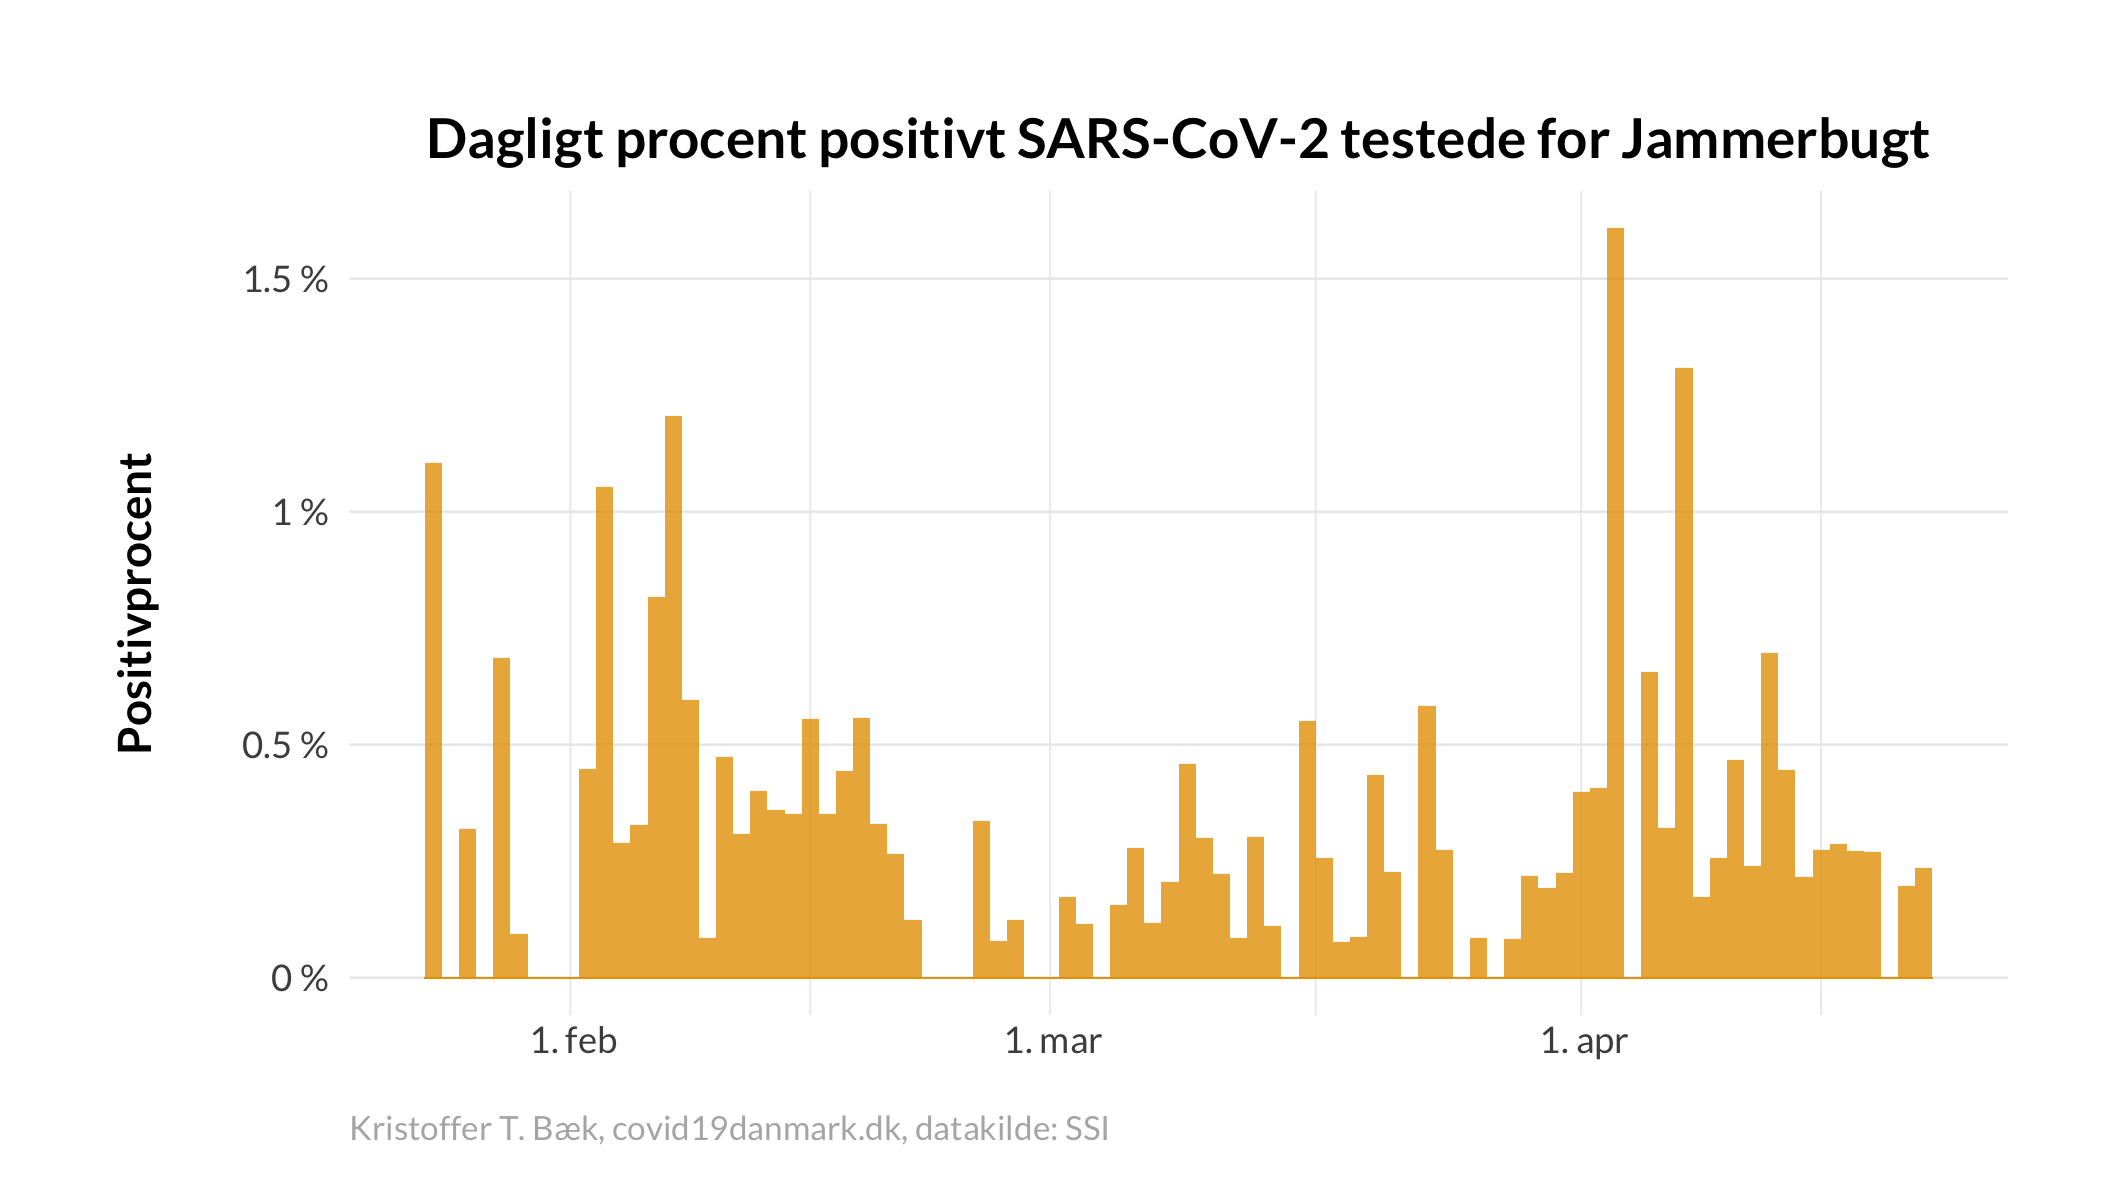 Dagligt procent positivt SARS-CoV-2 testede for Jammerbugt
Positivprocent
1.5 %
1 %
0.5 %
0 %
1. feb
1. mar
1. apr
Kristoffer T. Bæk, covid19danmark.dk, datakilde: SSI